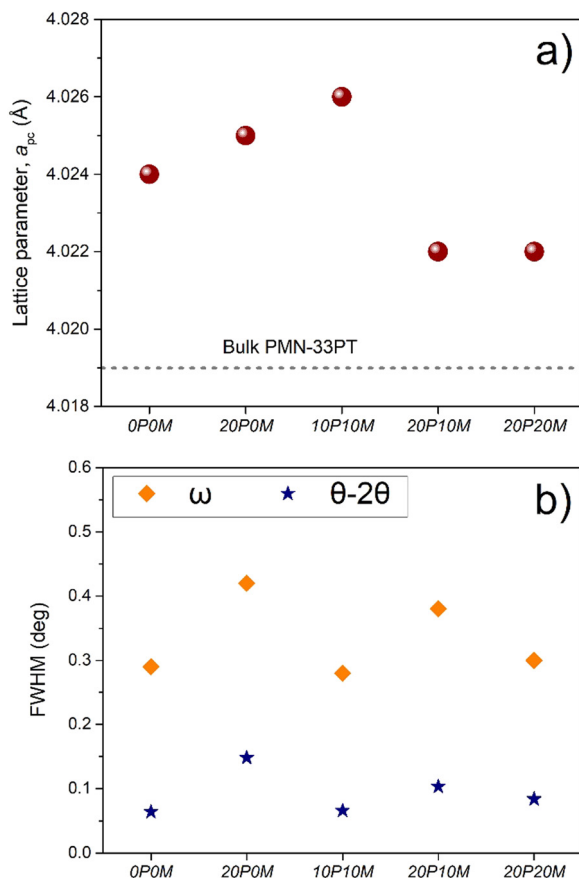 4.028
a)
4.026
4.024
4.022
4.020
4.018
Lattice parameter, a_pc (Å)
Bulk PMN-33PT
0P0M 20P0M 10P10M 20P10M 20P20M
0.6
ω θ-2θ
b)
0.5
0.4
0.3
0.2
0.1
0.0
FWHM (deg)
0P0M 20P0M 10P10M 20P10M 20P20M